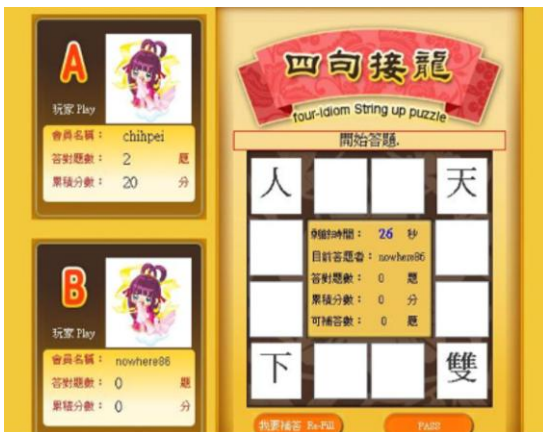 A
玩家 Play
會員名稱： chihpei
答對題數： 2 題
累積分數： 20 分
B
玩家 Play
會員名稱： nowhere86
答對題數： 0 題
累積分數： 0 分
四句接龍
four-Idiom String up puzzle
開始答題.
人 天
剩餘時間： 26 秒
目前答題者： nowhere86
答對題數： 0 題
累積分數： 0 分
可補答數： 0 題
下 雙
我要補答 Re-Fill PASS